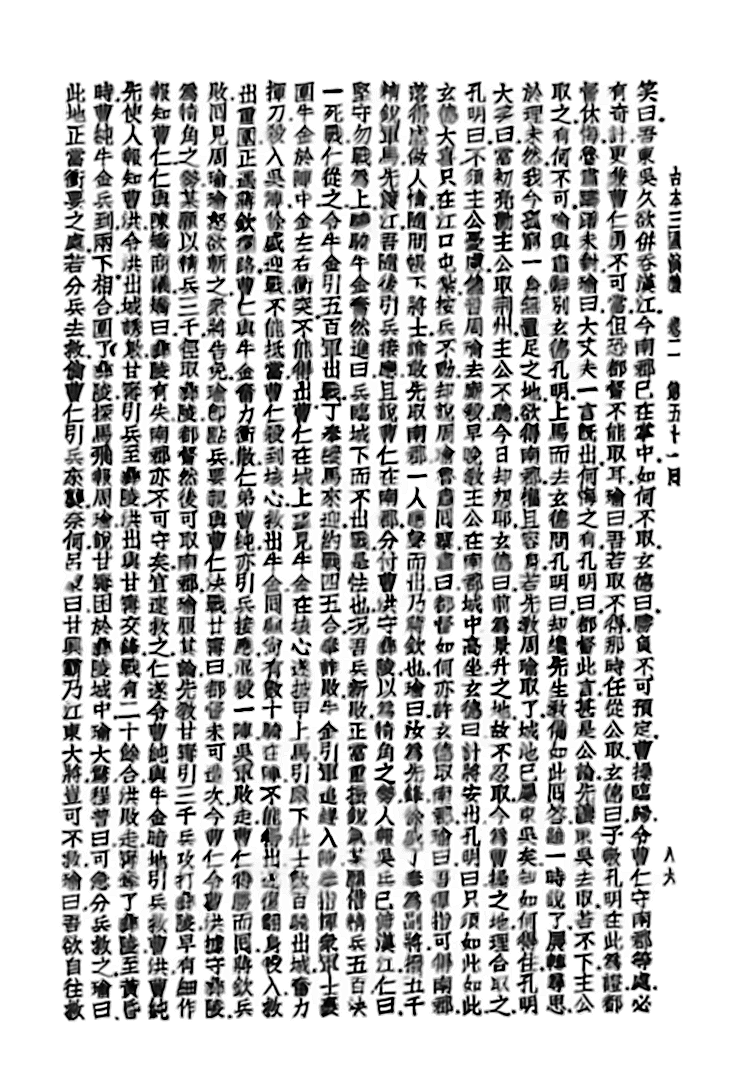 古本三國演義 卷二 第五十一回 八六
笑曰吾東吳久欲併吞漢江今南郡已在掌中如何不取玄德曰勝負不可預定曹操臨歸令曹仁守南郡等處必
有奇計更兼曹仁勇不可當但恐都督不能取耳瑜曰吾若取不得那時任從公取玄德曰子敬孔明在此為證都
督休悔魯肅躊躇未對瑜曰大丈夫一言既出何悔之有孔明曰都督此言甚是公論先讓東吳去取若不下主公
取之有何不可瑜與肅辭別玄德孔明上馬而去玄德問孔明曰却纔先生教備如此回答雖一時說了展轉尋思
於理未然我今孤窮一身無置足之地欲得南郡權且容身若先教周瑜取了城池已屬東吳矣却如何得住孔明
大笑曰當初亮勸主公取荊州主公不聽今日却想耶玄德曰前為景升之地故不忍取今為曹操之地理合取之
孔明曰不須主公憂慮儘着周瑜去廝殺早晚教主公在南郡城中高坐玄德曰計將安出孔明曰只須如此如此
玄德大喜只在江口屯紮按兵不動却說周瑜魯肅回寨肅曰都督如何亦許玄德取南郡瑜曰吾彈指可得南郡
落得虛做人情隨問帳下將士誰敢先取南郡一人應聲而出乃蔣欽也瑜曰汝為先鋒徐盛丁奉為副將撥五千
精銳軍馬先渡江吾隨後引兵接應且說曹仁在南郡分付曹洪守彝陵以為犄角之勢人報吳兵已渡漢江仁曰
堅守勿戰為上驍騎牛金奮然進曰兵臨城下而不出戰是怯也況吾兵新敗正當重振銳氣某願借精兵五百決
一死戰仁從之令牛金引五百軍出戰丁奉縱馬來迎約戰四五合奉詐敗牛金引軍追趕入陣奉指揮衆軍士裹
圍牛金於陣中金左右衝突不能得出曹仁在城上望見牛金在垓心遂披甲上馬引麾下壯士數百騎出城奮力
揮刀殺入吳陣徐盛迎戰不能抵當曹仁殺到垓心救出牛金回顧尚有數十騎在陣不能得出遂復翻身殺入救
出重圍正遇蔣欽攔路曹仁與牛金奮力衝散仁弟曹純亦引兵接應混殺一陣吳軍敗走曹仁得勝而回蔣欽兵
敗回見周瑜瑜怒欲斬之衆將告免瑜即點兵要親與曹仁決戰甘寧曰都督未可造次今曹仁令曹洪據守彝陵
為犄角之勢某願以精兵三千徑取彝陵都督然後可取南郡瑜服其論先教甘寧引三千兵攻打彝陵早有細作
報知曹仁仁與陳矯商議矯曰彝陵有失南郡亦不可守矣宜速救之仁遂令曹純與牛金暗地引兵救曹洪曹純
先使人報知曹洪令洪出城誘敵甘寧引兵至彝陵洪出與甘寧交鋒戰有二十餘合洪敗走寧奪了彝陵至黃昏
時曹純牛金兵到兩下相合圍了彝陵探馬飛報周瑜說甘寧困於彝陵城中瑜大驚程普曰可急分兵救之瑜曰
此地正當衝要之處若分兵去救倘曹仁引兵來襲奈何呂蒙曰甘興霸乃江東大將豈可不救瑜曰吾欲自往救